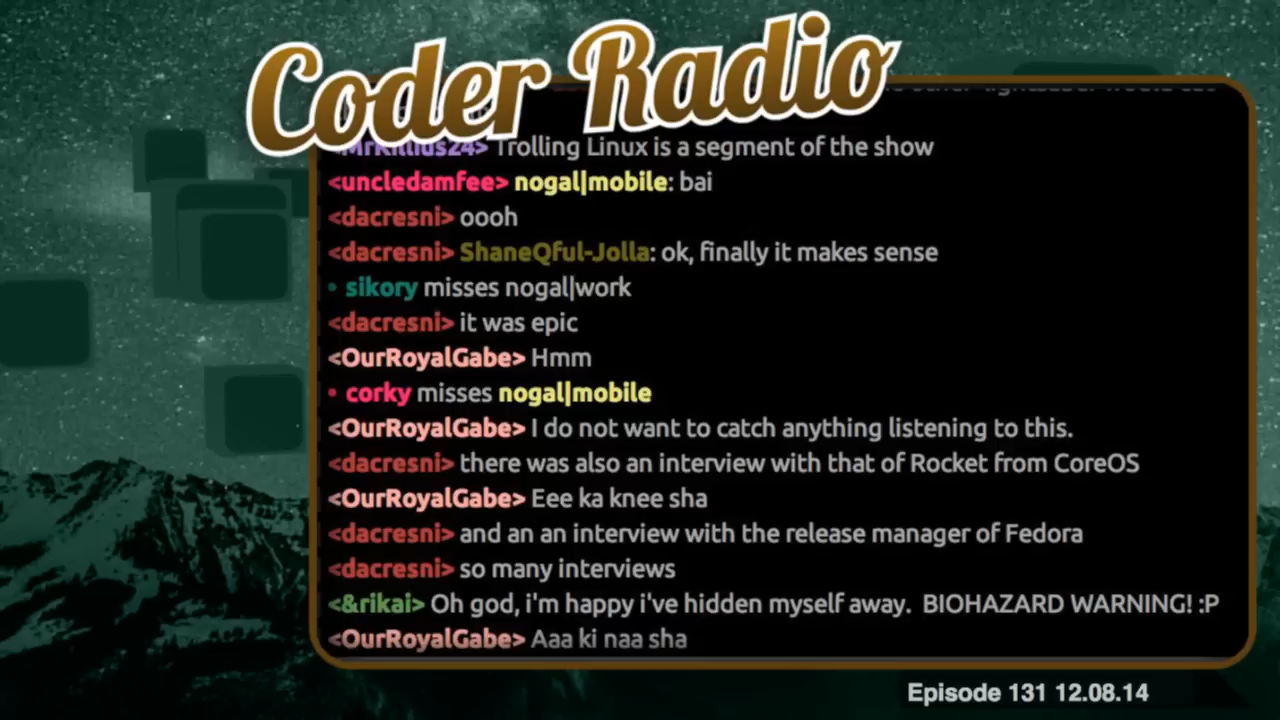 Coder Radio
<MrKillius24> Trolling Linux is a segment of the show
<uncledamfee> nogal|mobile: bai
<dacresni> oooh
<dacresni> ShaneQful-Jolla: ok, finally it makes sense
• sikory misses nogal|work
<dacresni> it was epic
<OurRoyalGabe> Hmm
• corky misses nogal|mobile
<OurRoyalGabe> I do not want to catch anything listening to this.
<dacresni> there was also an interview with that of Rocket from CoreOS
<OurRoyalGabe> Eee ka knee sha
<dacresni> and an an interview with the release manager of Fedora
<dacresni> so many interviews
<&rikai> Oh god, i'm happy i've hidden myself away.  BIOHAZARD WARNING! :P
<OurRoyalGabe> Aaa ki naa sha
Episode 131 12.08.14